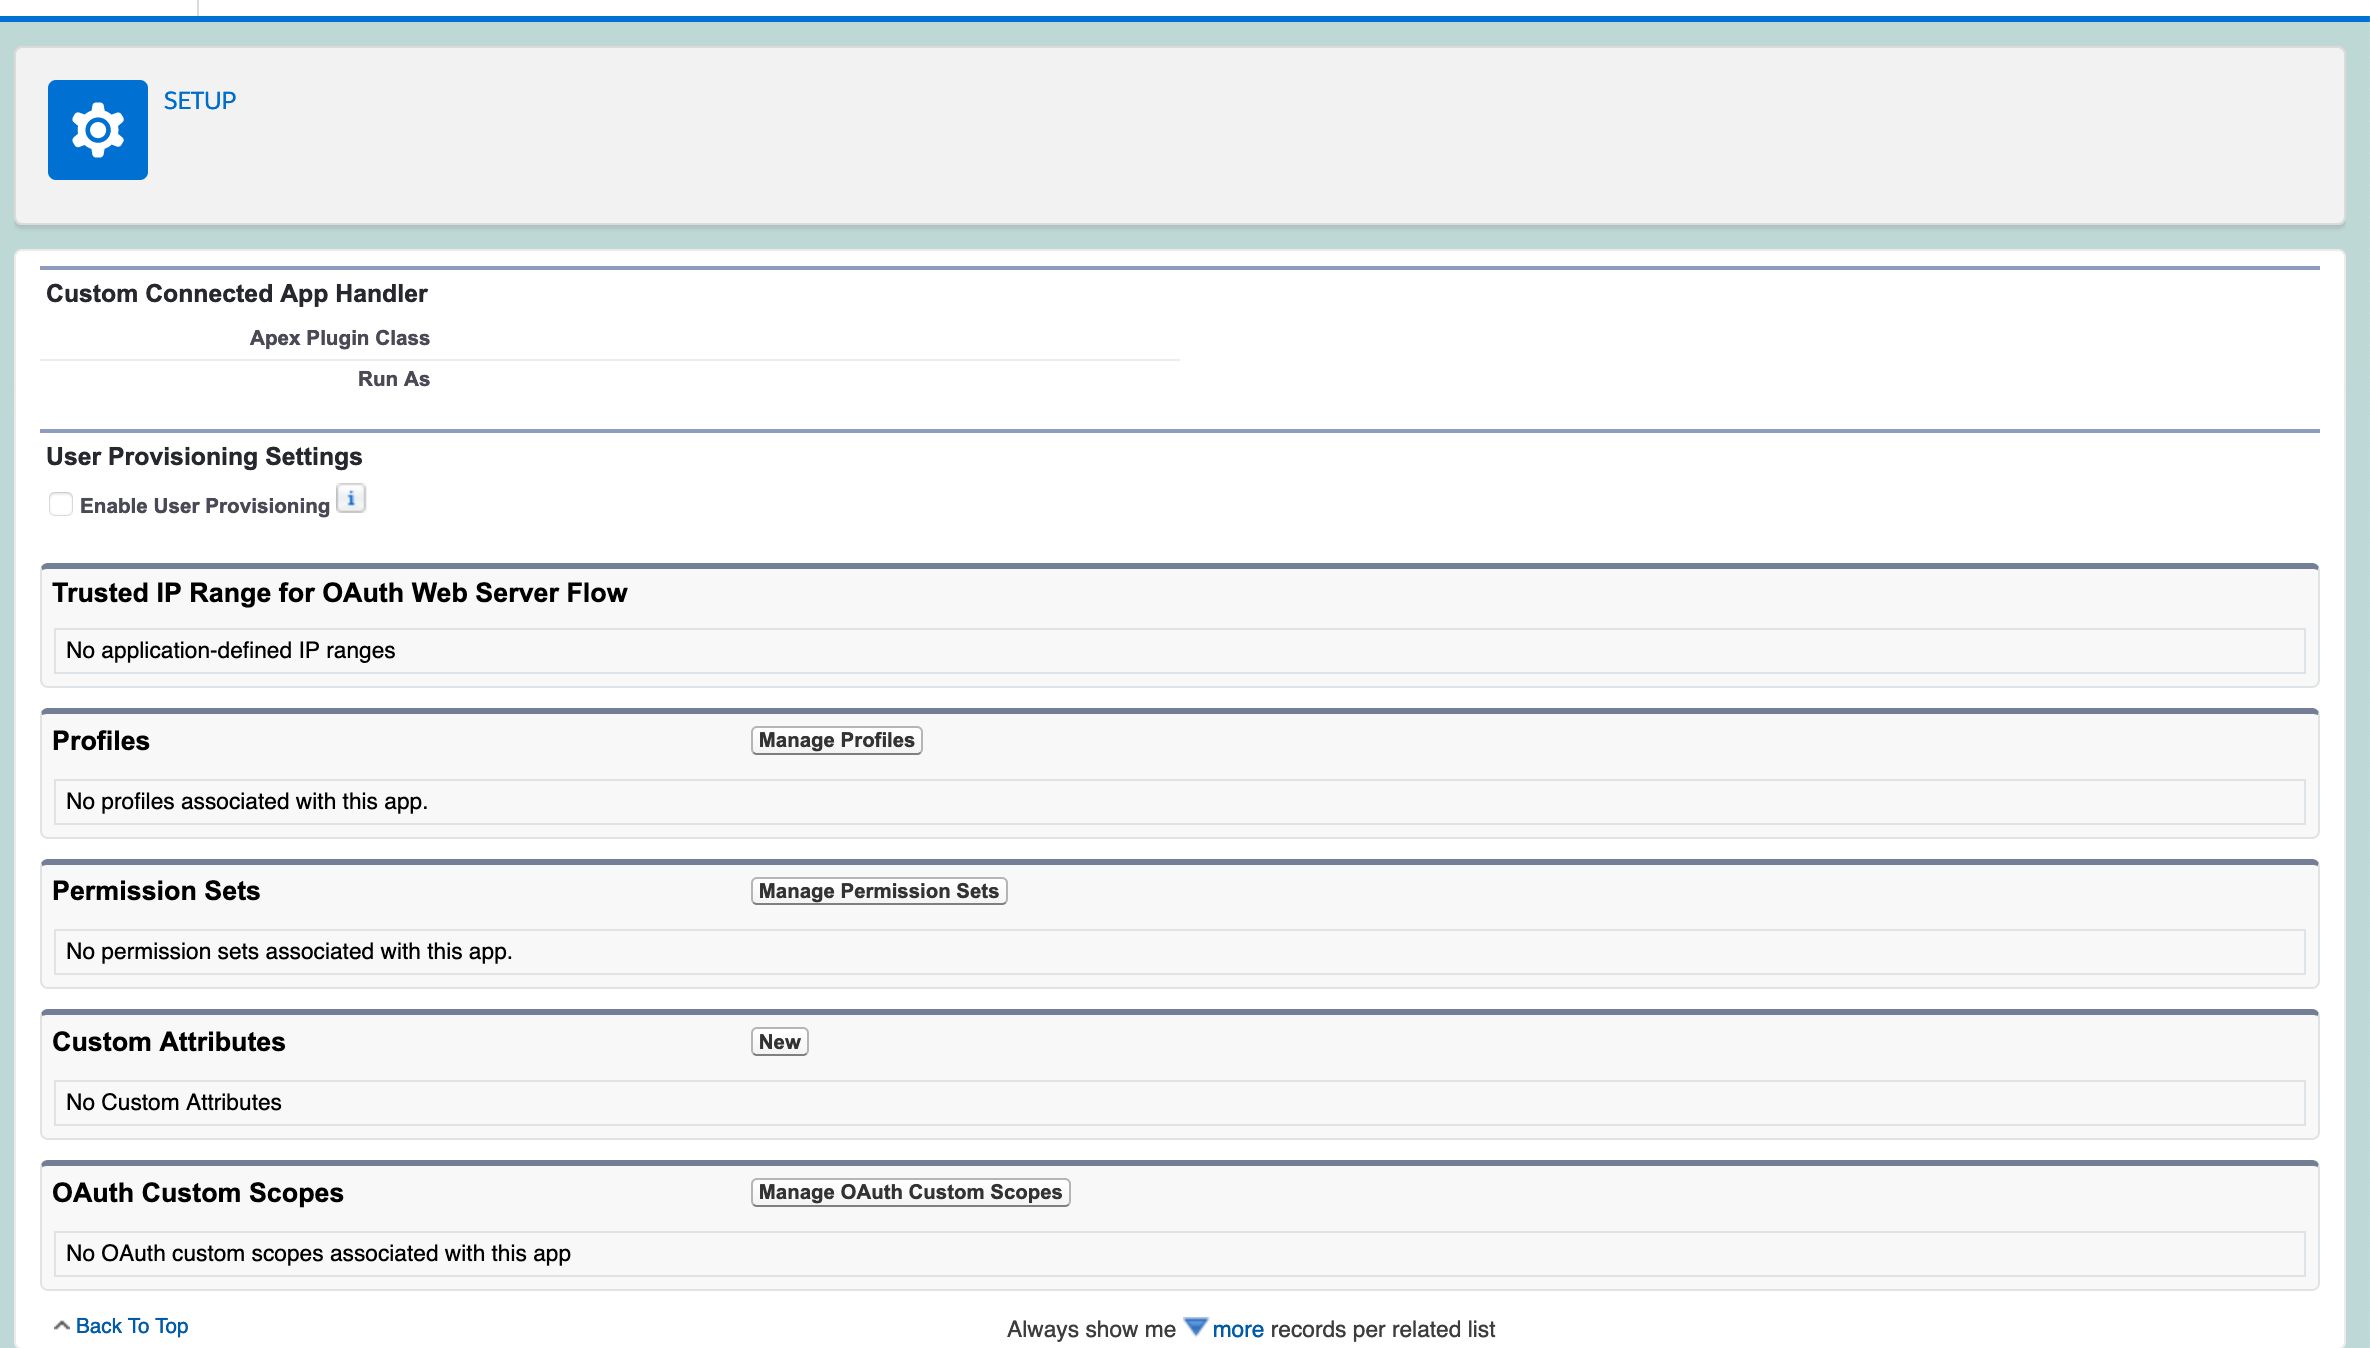 SETUP
Custom Connected App Handler
Apex Plugin Class
Run As
User Provisioning Settings
Enable User Provisioning i
Trusted IP Range for OAuth Web Server Flow
No application-defined IP ranges
Profiles Manage Profiles
No profiles associated with this app.
Permission Sets Manage Permission Sets
No permission sets associated with this app.
Custom Attributes New
No Custom Attributes
OAuth Custom Scopes Manage OAuth Custom Scopes
No OAuth custom scopes associated with this app
Back To Top Always show me more records per related list